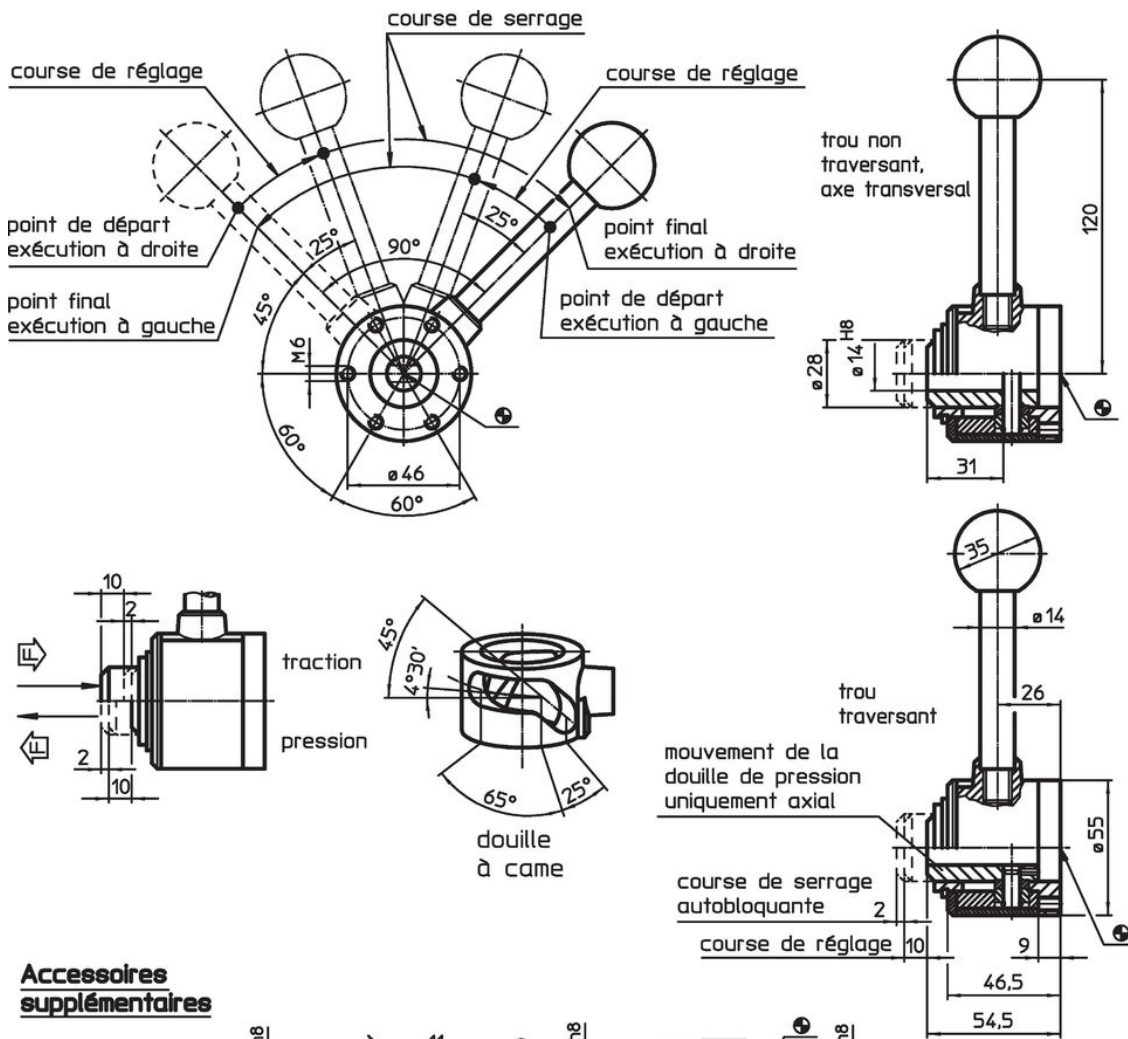 course de serrage
course de réglage
course de réglage
point de départ
exécution à droite
point final
exécution à gauche
point final
exécution à droite
point de départ
exécution à gauche
25°
25°
90°
45°
M6
60°
ø46
60°
trou non
traversant,
axe transversal
120
ø28
ø14 H8
31
10
2
F
F
traction
pression
2
10
45°
4°30'
65°
25°
douille
à came
35
ø14
26
trou
traversant
mouvement de la
douille de pression
uniquement axial
ø55
course de serrage
autobloquante
2
course de réglage
10
9
46,5
54,5
Accessoires
supplémentaires